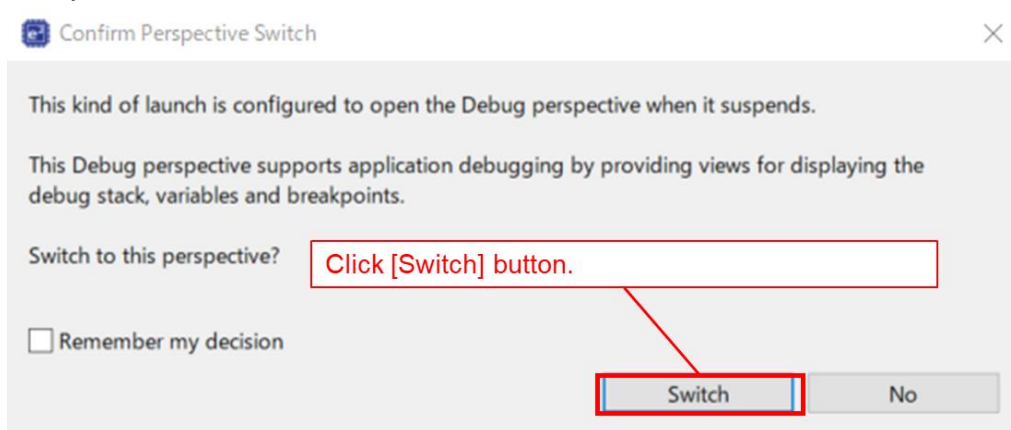 Confirm Perspective Switch
This kind of launch is configured to open the Debug perspective when it suspends.
This Debug perspective supports application debugging by providing views for displaying the
debug stack, variables and breakpoints.
Switch to this perspective?
Click [Switch] button.
Remember my decision
Switch
No